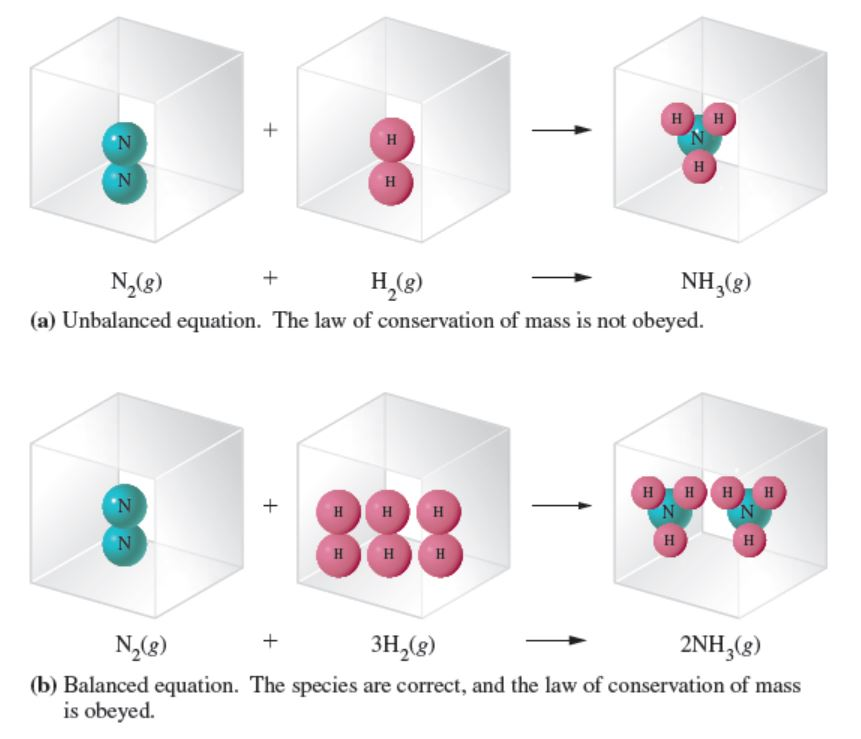 N N + H H H H N H
N₂(g) + H₂(g) ⟶ NH₃(g)
(a) Unbalanced equation. The law of conservation of mass is not obeyed.
N N + H H H H H H H H H H N N H H
N₂(g) + 3H₂(g) ⟶ 2NH₃(g)
(b) Balanced equation. The species are correct, and the law of conservation of mass
is obeyed.